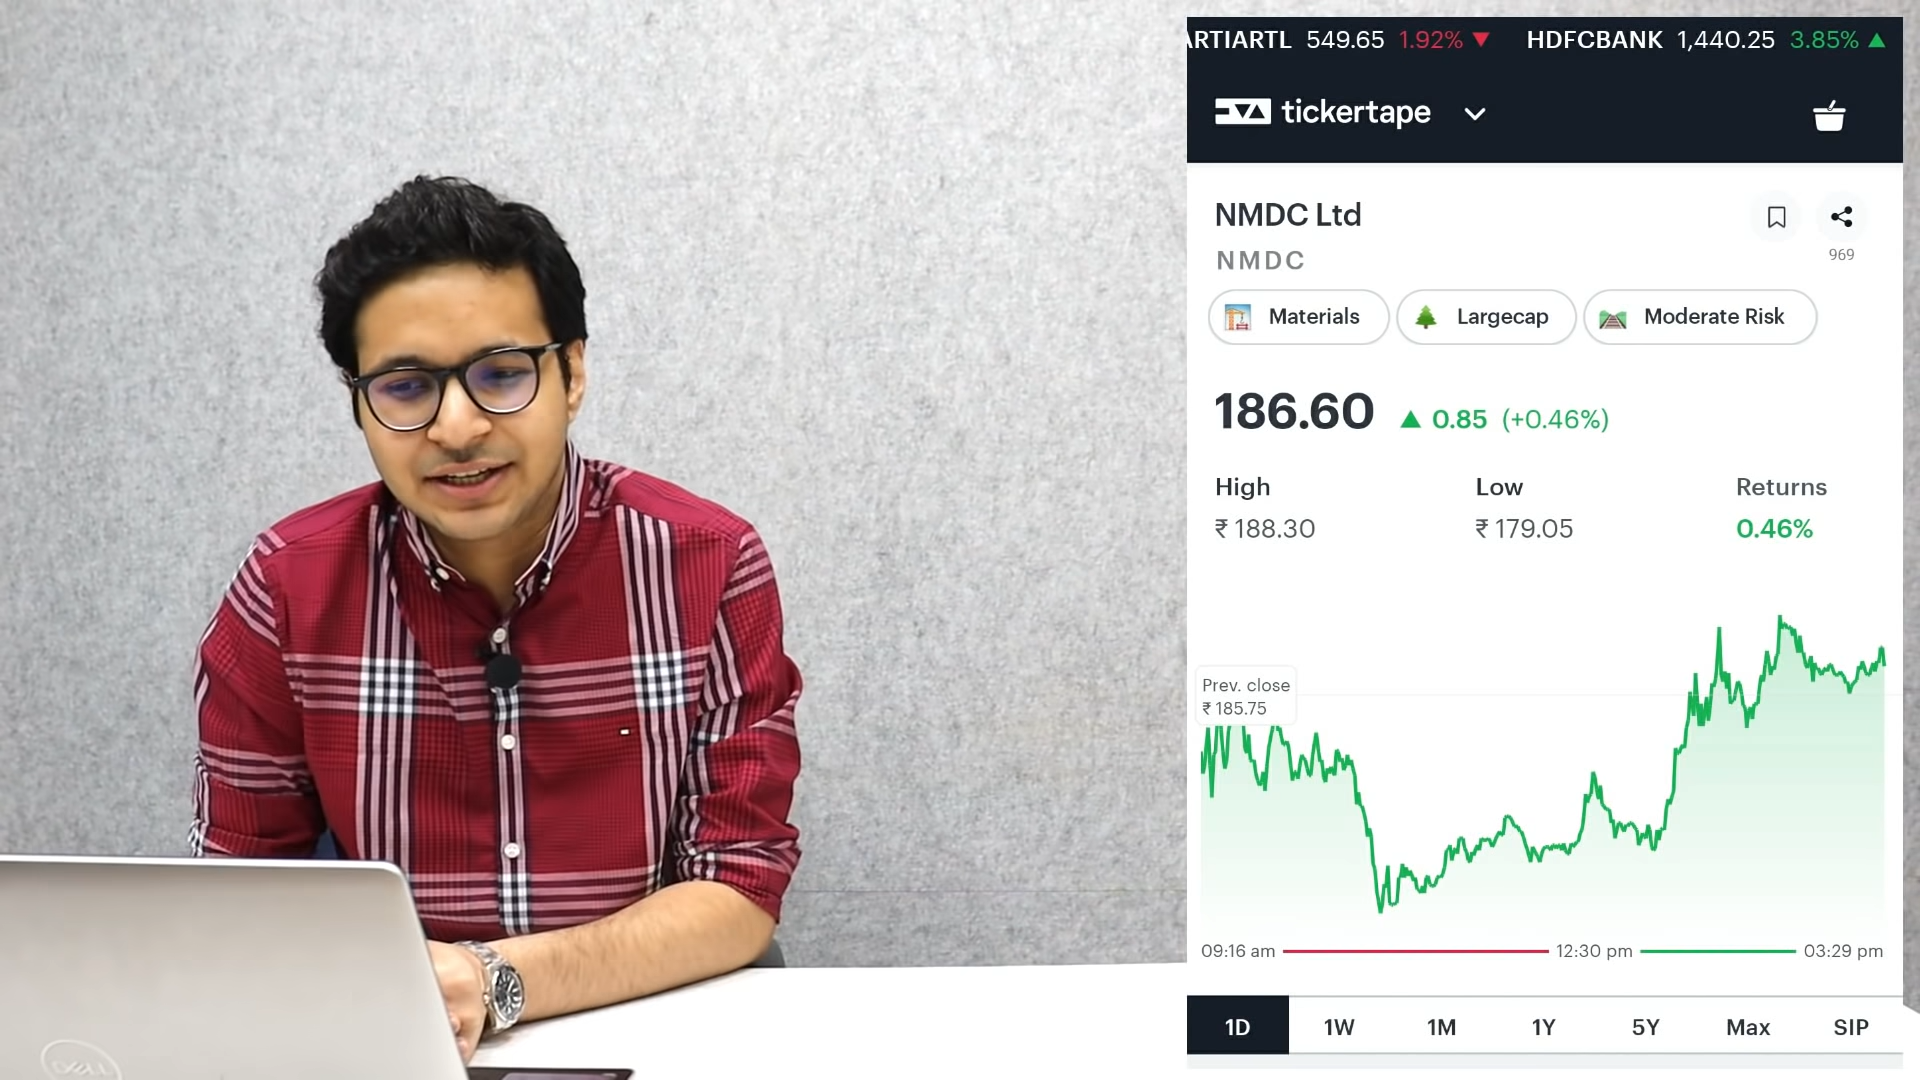 ARTIARTL 549.65 1.92% ▼ HDFCBANK 1,440.25 3.85% ▲
tickertape
NMDC Ltd
NMDC
969
Materials Largecap Moderate Risk
186.60 ▲ 0.85 (+0.46%)
High Low Returns
₹ 188.30 ₹ 179.05 0.46%
Prev. close
₹ 185.75
09:16 am 12:30 pm 03:29 pm
1D 1W 1M 1Y 5Y Max SIP
DELL